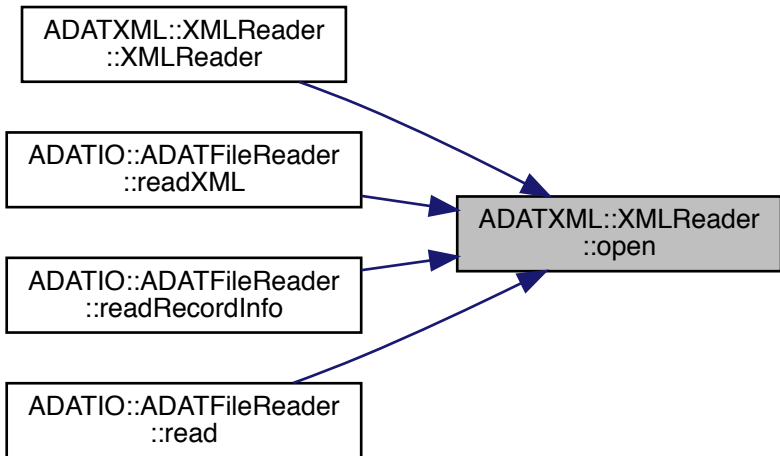 ADATXML::XMLReader
::XMLReader
ADATIO::ADATFileReader
::readXML
ADATXML::XMLReader
::open
ADATIO::ADATFileReader
::readRecordInfo
ADATIO::ADATFileReader
::read